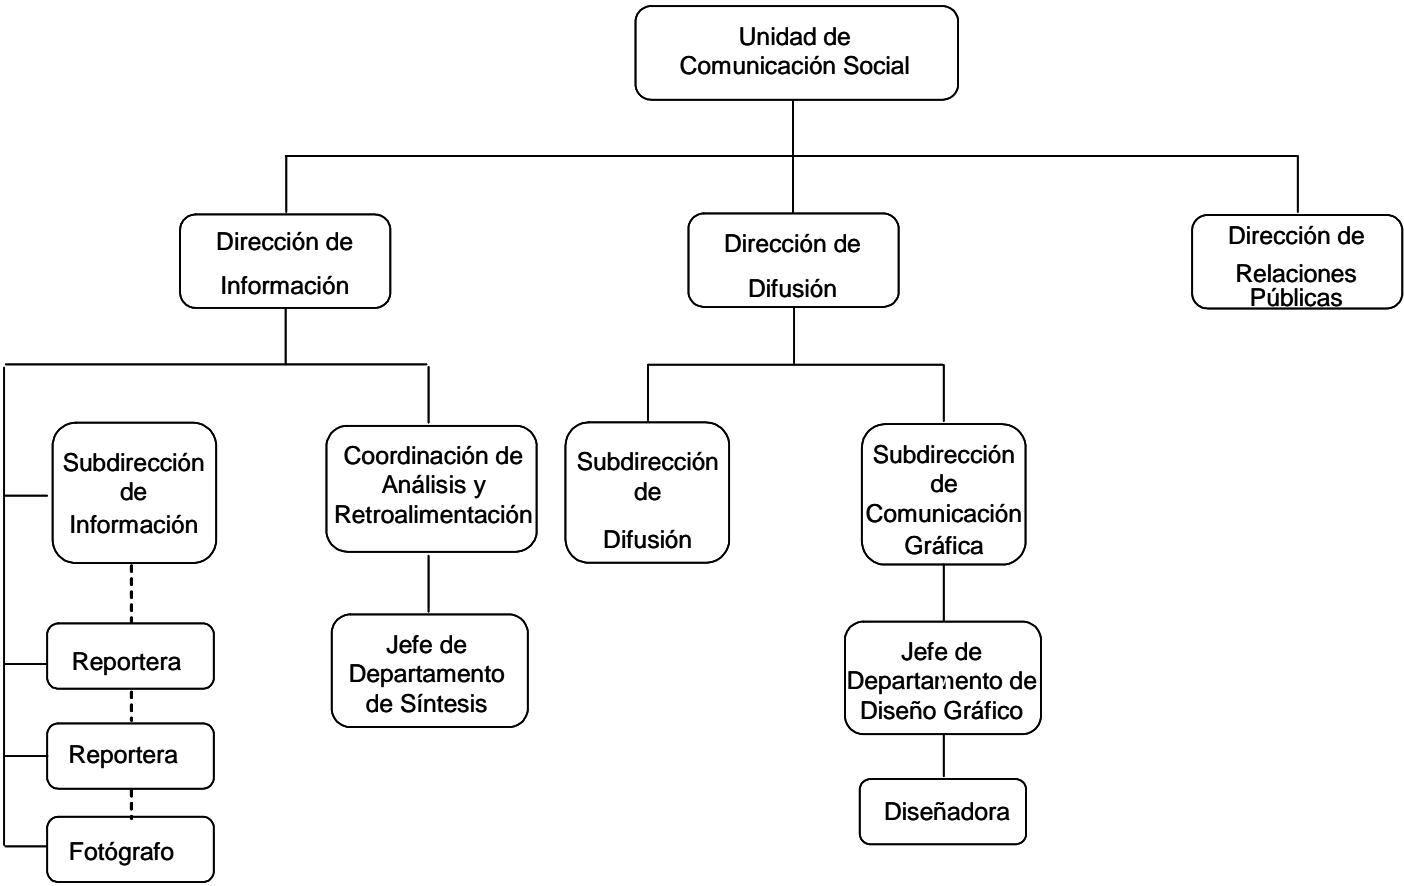 Unidad de
Comunicación Social
Dirección de
Información
Dirección de
Difusión
Dirección de
Relaciones
Públicas
Subdirección
de
Información
Coordinación de
Análisis y
Retroalimentación
Subdirección
de
Difusión
Subdirección
de
Comunicación
Gráfica
Reportera
Jefe de
Departamento
de Síntesis
Jefe de
Departamento de
Diseño Gráfico
Reportera
Diseñadora
Fotógrafo